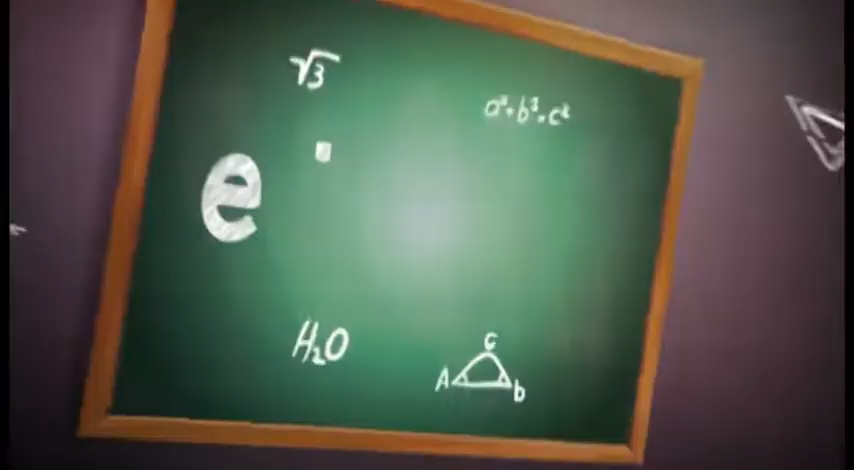 √3
a²+b²=c²
e
H₂O
c
A b